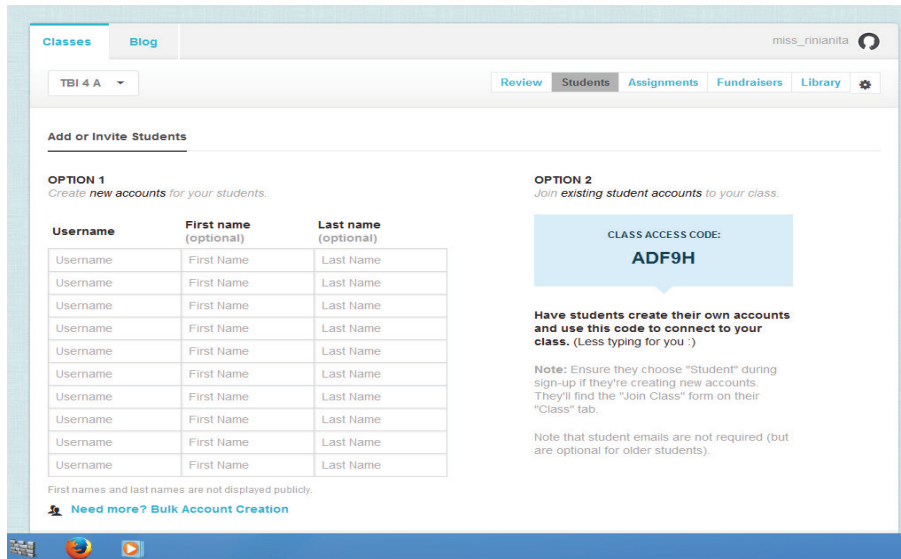 Classes Blog miss_rinianita
TBI 4 A Review Students Assignments Fundraisers Library
Add or Invite Students
OPTION 1
Create new accounts for your students.
Username First name Last name
(optional) (optional)
Username First Name Last Name
Username First Name Last Name
Username First Name Last Name
Username First Name Last Name
Username First Name Last Name
Username First Name Last Name
Username First Name Last Name
Username First Name Last Name
Username First Name Last Name
Username First Name Last Name
First names and last names are not displayed publicly.
Need more? Bulk Account Creation
OPTION 2
Join existing student accounts to your class.
CLASS ACCESS CODE:
ADF9H
Have students create their own accounts
and use this code to connect to your
class. (Less typing for you :)
Note: Ensure they choose "Student" during
sign-up if they're creating new accounts.
They'll find the "Join Class" form on their
"Class" tab.
Note that student emails are not required (but
are optional for older students).